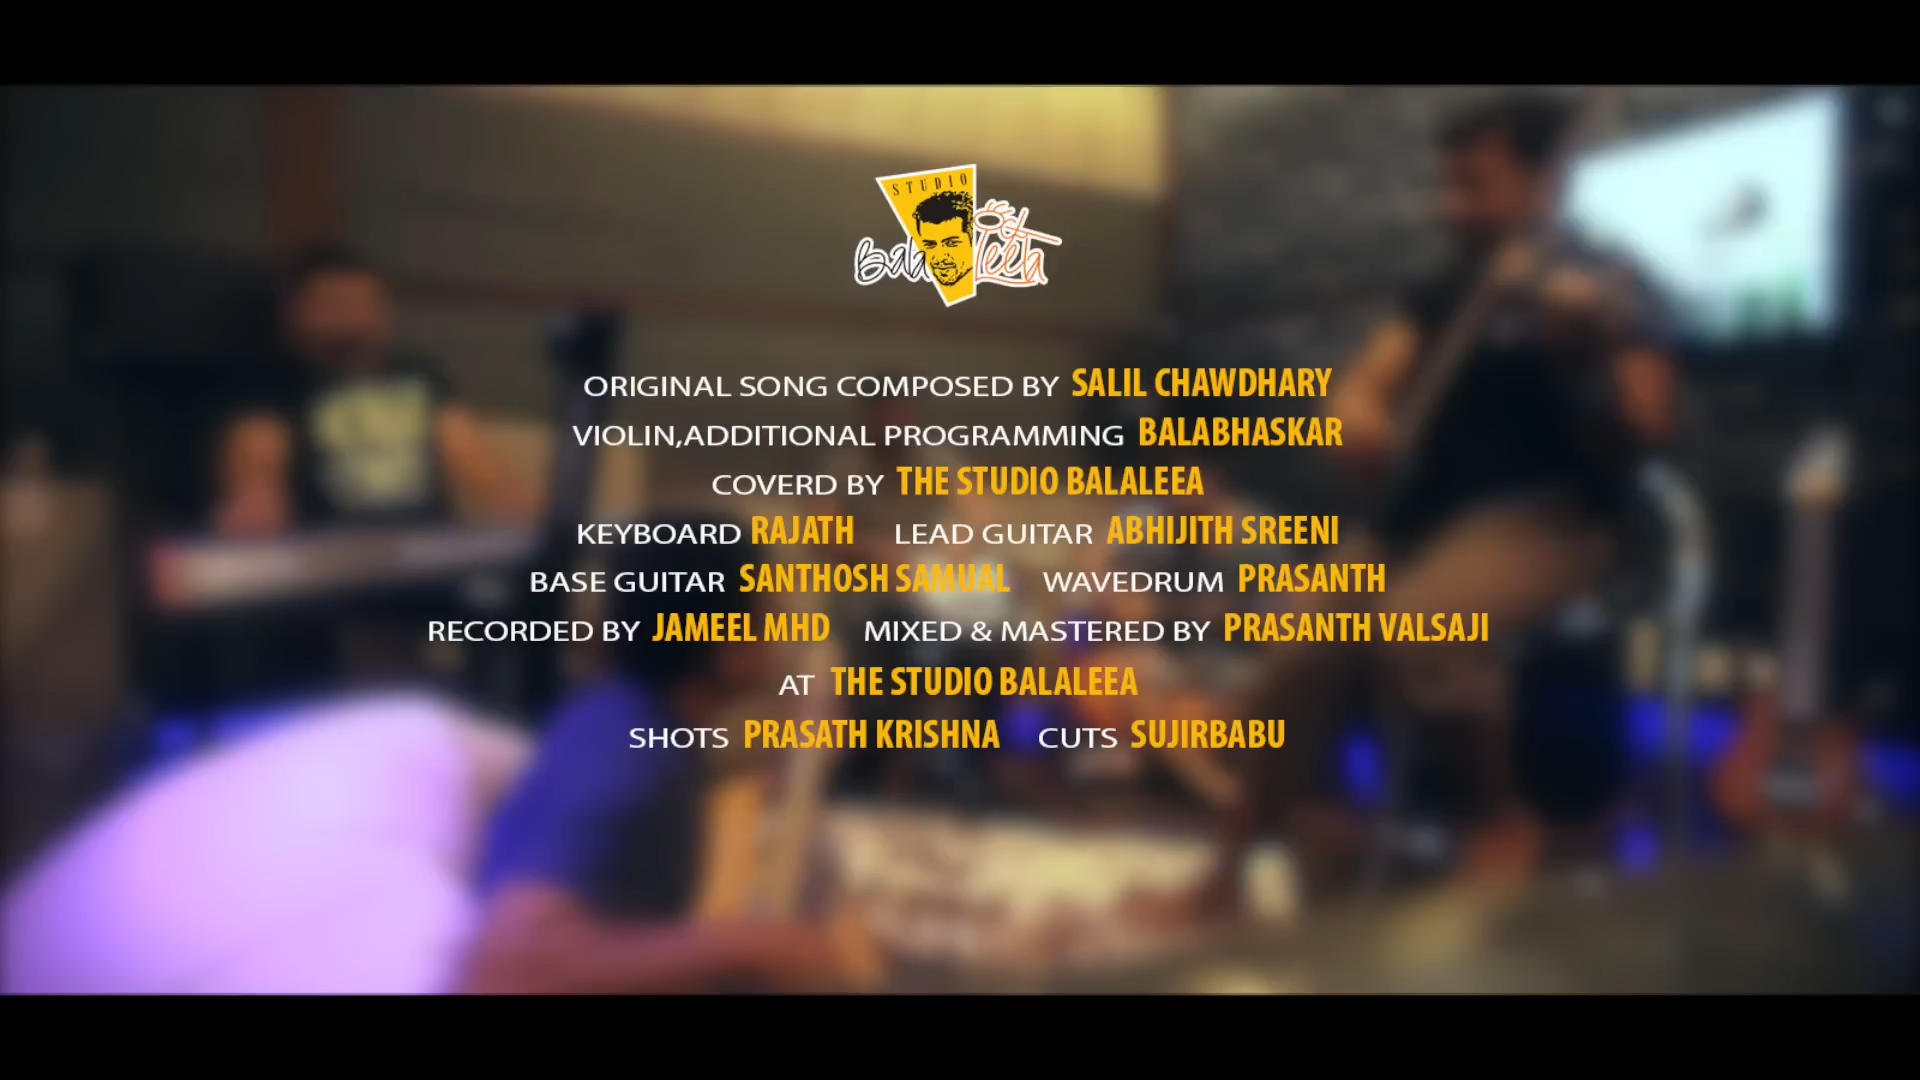 STUDIO
Bala Leela
ORIGINAL SONG COMPOSED BY SALIL CHAWDHARY
VIOLIN,ADDITIONAL PROGRAMMING BALABHASKAR
COVERD BY THE STUDIO BALALEEA
KEYBOARD RAJATH LEAD GUITAR ABHIJITH SREENI
BASE GUITAR SANTHOSH SAMUAL WAVEDRUM PRASANTH
RECORDED BY JAMEEL MHD MIXED & MASTERED BY PRASANTH VALSAJI
AT THE STUDIO BALALEEA
SHOTS PRASATH KRISHNA CUTS SUJIRBABU